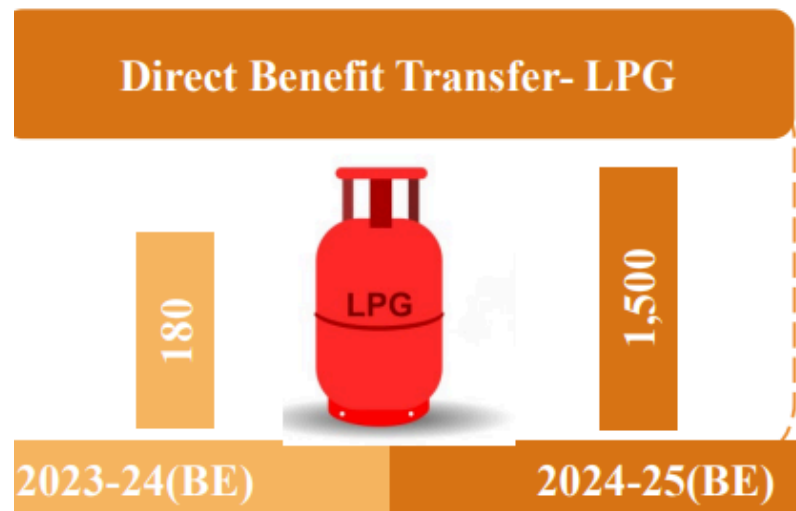 Direct Benefit Transfer- LPG
180
LPG
1,500
2023-24(BE)
2024-25(BE)